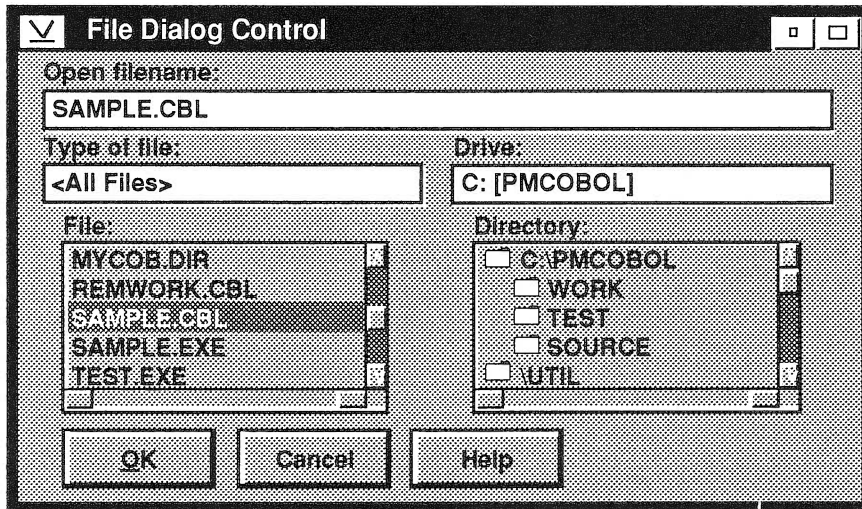 File Dialog Control
Open filename:
SAMPLE.CBL
Type of file:
Drive:
<All Files>
C: [PMCOBOL]
File:
Directory:
MYCOB.DIR
REMWORK.CBL
SAMPLE.CBL
SAMPLE.EXE
TEST.EXE
C:\PMCOBOL
WORK
TEST
SOURCE
\UTIL
OK
Cancel
Help